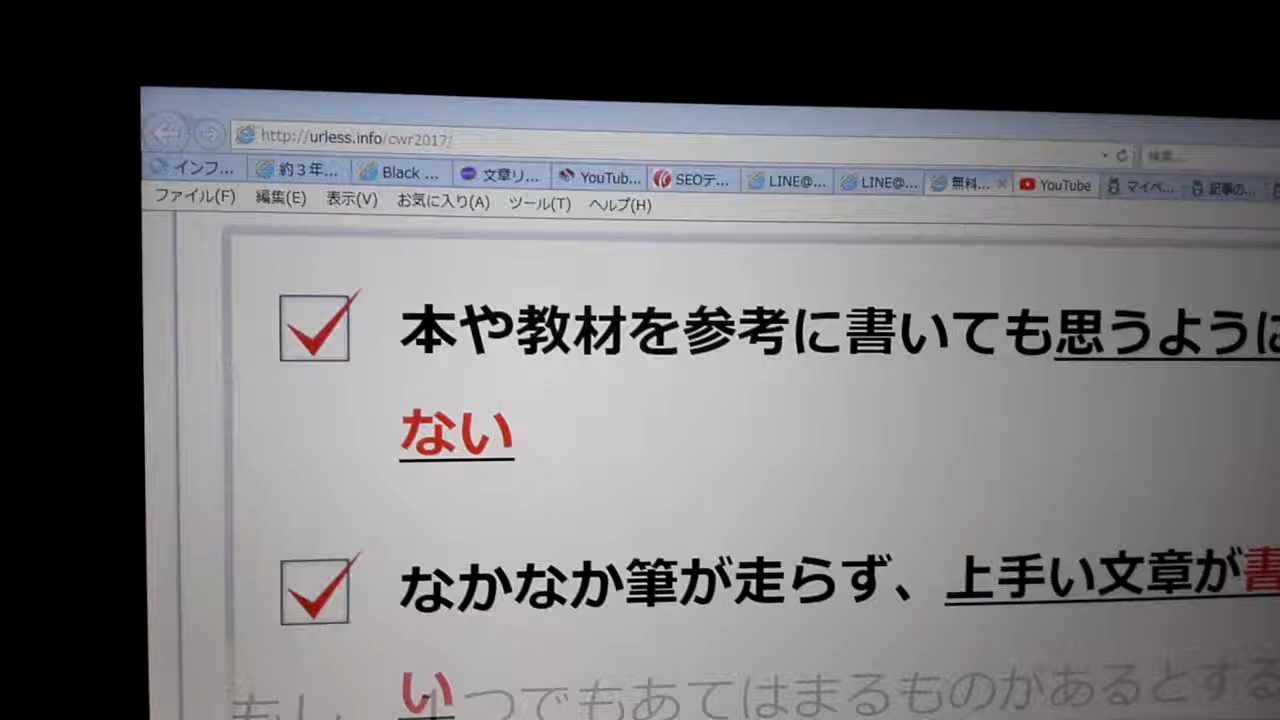 http://urless.info/cwr2017/
インフ... 約３年... Black ... 文章リ... YouTub... SEOテ... LINE@... LINE@... 無料... YouTube マイペ... 記事の...
ファイル(F) 編集(E) 表示(V) お気に入り(A) ツール(T) ヘルプ(H)
本や教材を参考に書いても思うように
ない
なかなか筆が走らず、上手い文章が書
い
もし、 つでもあてはまるものがあるとする